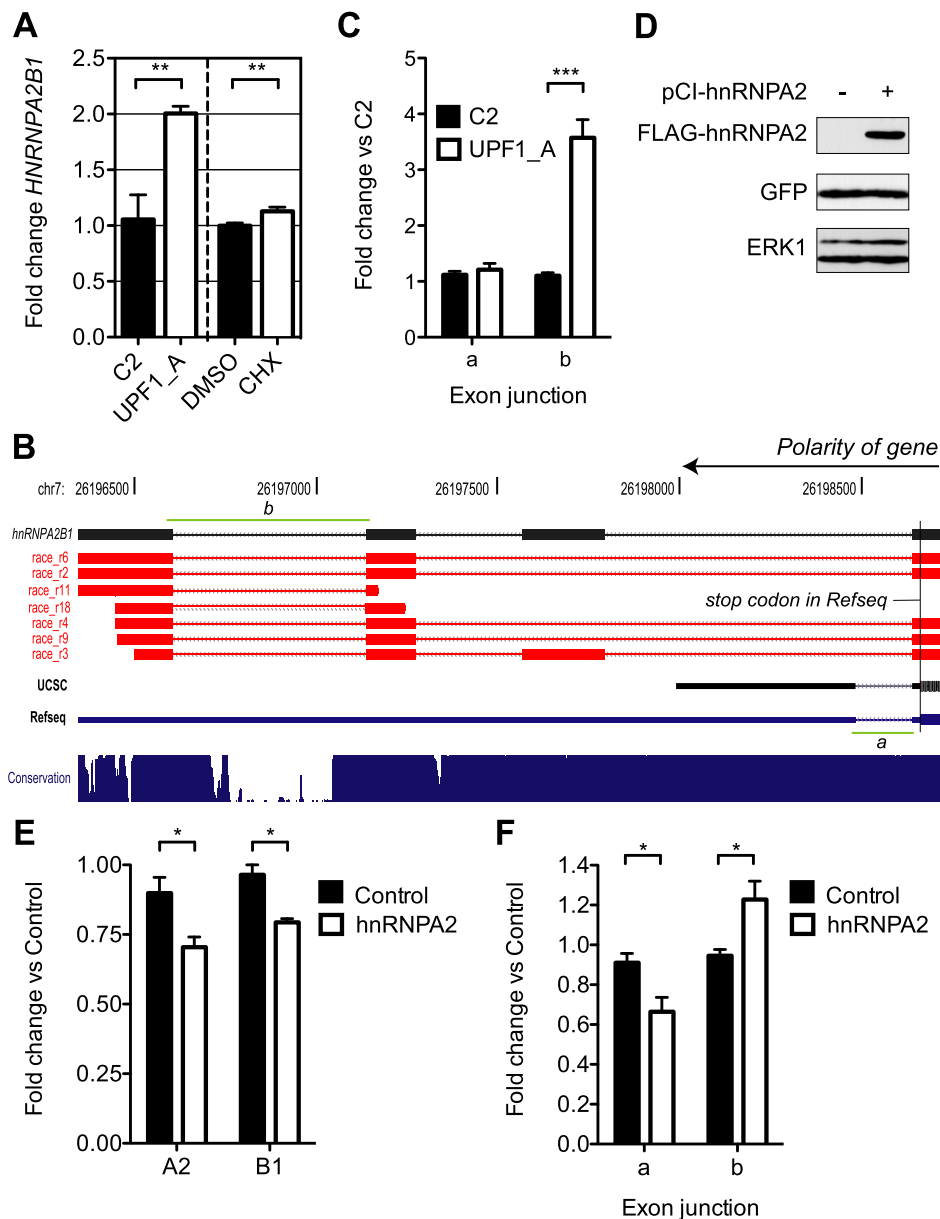 A
Fold change HNRNPA2B1
2.5
2.0
1.5
1.0
0.5
0.0
**
**
C2
UPF1_A
DMSO
CHX
C
Fold change vs C2
5
4
3
2
1
0
C2
UPF1_A
***
a
b
Exon junction
D
pCI-hnRNPA2 - +
FLAG-hnRNPA2
GFP
ERK1
B
Polarity of gene
chr7: 26196500 26197000 26197500 26198000 26198500
b
hnRNPA2B1
race_r6
race_r2
race_r11
race_r18
race_r4
race_r9
race_r3
stop codon in Refseq
UCSC
Refseq
a
Conservation
E
Fold change vs Control
1.00
0.75
0.50
0.25
0.00
*
*
Control
hnRNPA2
A2
B1
F
Fold change vs Control
1.4
1.2
1.0
0.8
0.6
0.4
0.2
0.0
*
*
Control
hnRNPA2
a
b
Exon junction